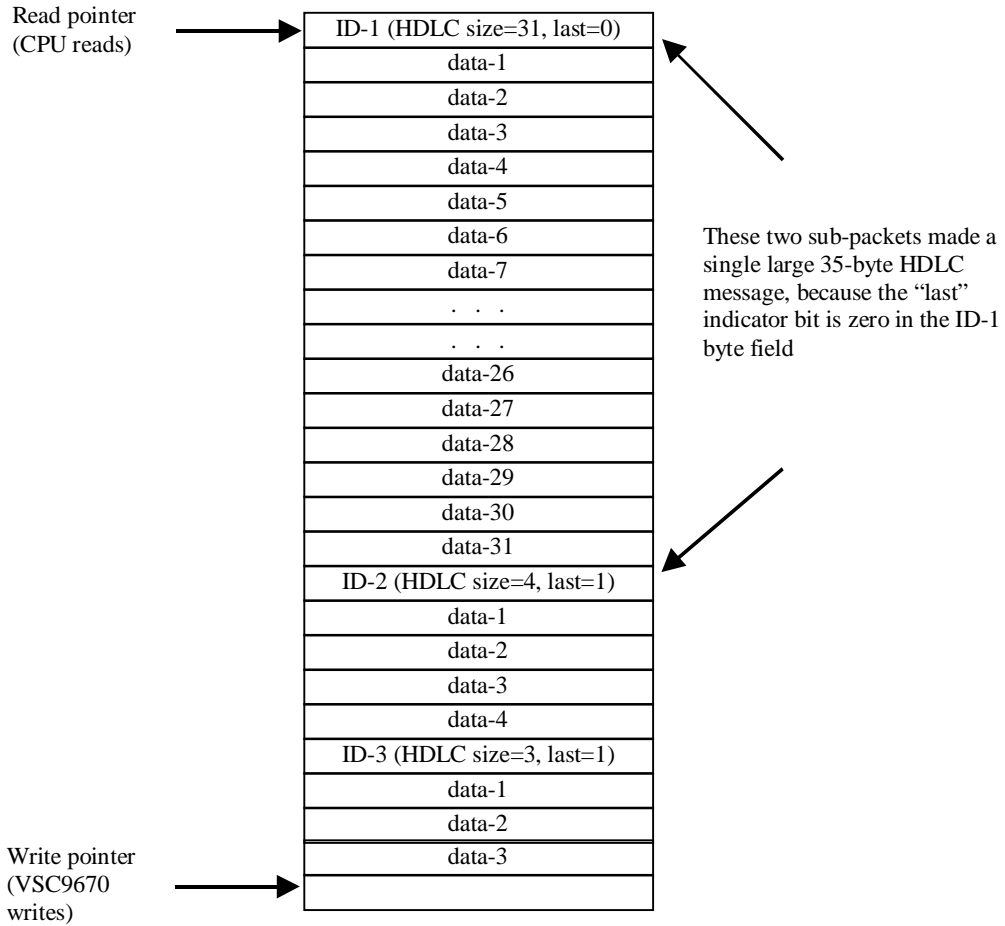 Read pointer
(CPU reads)
ID-1 (HDLC size=31, last=0)
data-1
data-2
data-3
data-4
data-5
data-6
data-7
. . .
. . .
data-26
data-27
data-28
data-29
data-30
data-31
ID-2 (HDLC size=4, last=1)
data-1
data-2
data-3
data-4
ID-3 (HDLC size=3, last=1)
data-1
data-2
data-3
These two sub-packets made a
single large 35-byte HDLC
message, because the “last”
indicator bit is zero in the ID-1
byte field
Write pointer
(VSC9670
writes)